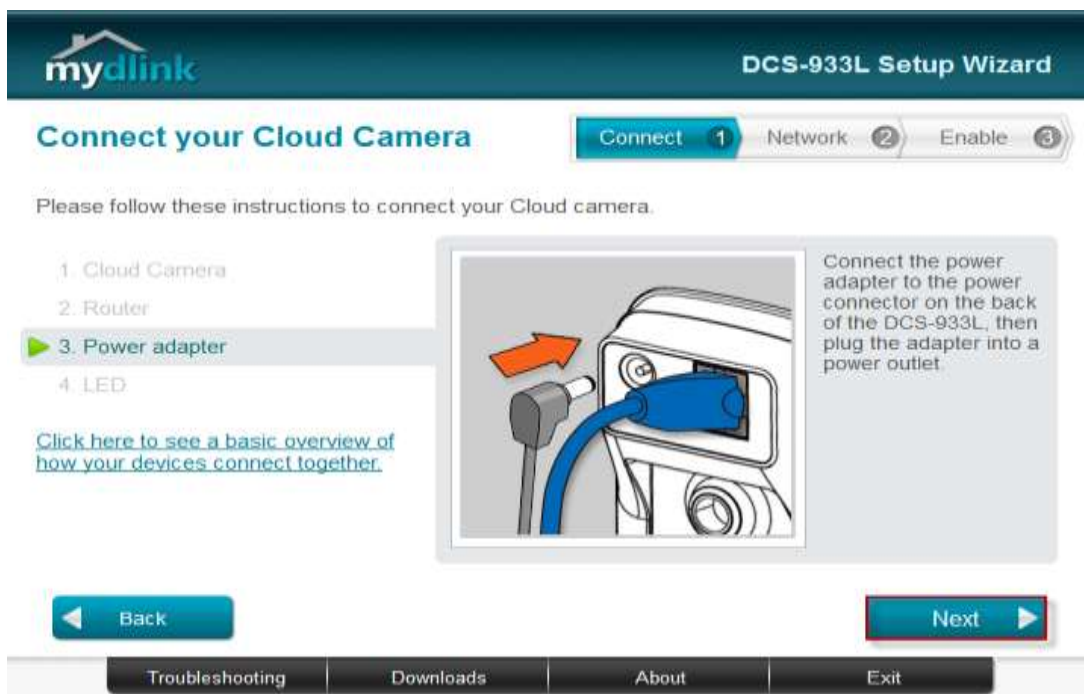 mydlink
DCS-933L Setup Wizard
Connect your Cloud Camera
Connect 1 Network 2 Enable 3
Please follow these instructions to connect your Cloud camera.
1. Cloud Camera
2. Router
3. Power adapter
4. LED
Click here to see a basic overview of
how your devices connect together.
Connect the power
adapter to the power
connector on the back
of the DCS-933L, then
plug the adapter into a
power outlet.
Back
Next
Troubleshooting Downloads About Exit